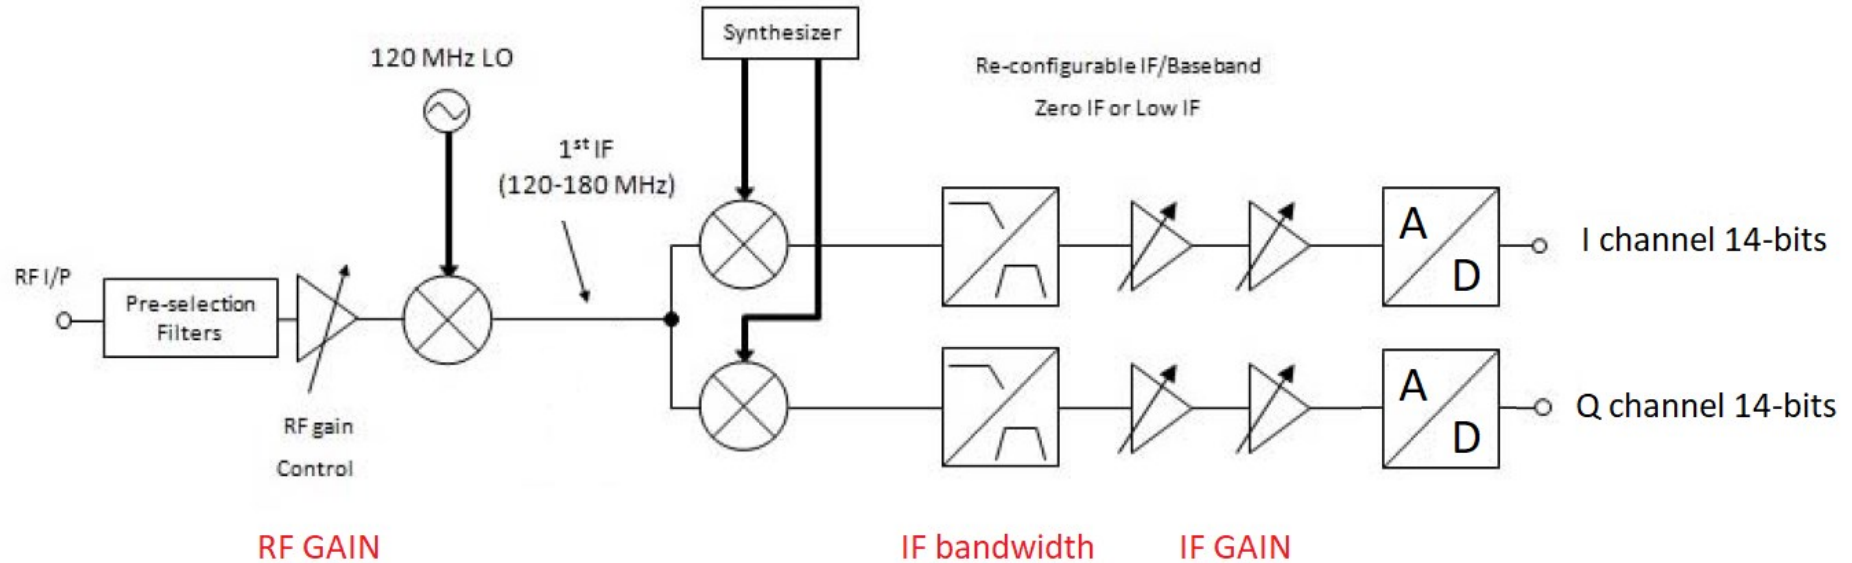 Synthesizer
120 MHz LO
Re-configurable IF/Baseband
Zero IF or Low IF
1st IF
(120-180 MHz)
RF I/P
Pre-selection
Filters
A
D
I channel 14-bits
A
D
Q channel 14-bits
RF gain
Control
RF GAIN
IF bandwidth
IF GAIN